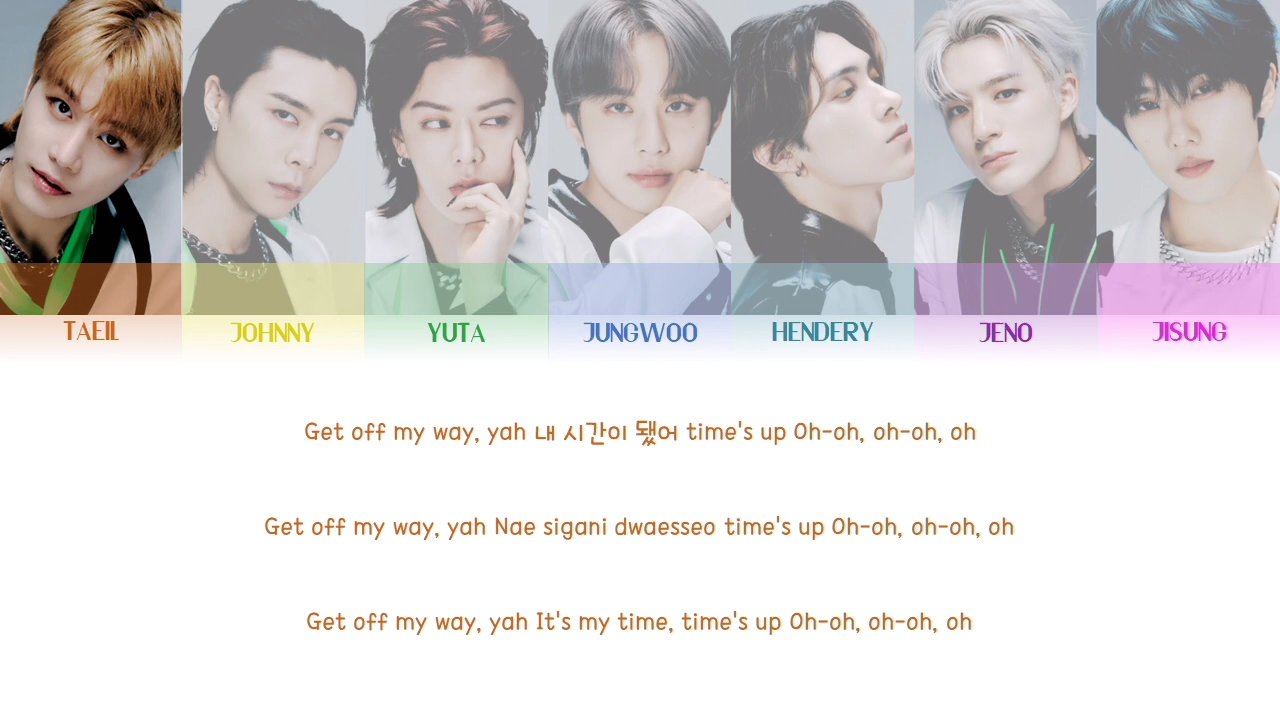 TAEIL JOHNNY YUTA JUNGWOO HENDERY JENO JISUNG
Get off my way, yah 내 시간이 됐어 time's up Oh-oh, oh-oh, oh
Get off my way, yah Nae sigani dwaesseo time's up Oh-oh, oh-oh, oh
Get off my way, yah It's my time, time's up Oh-oh, oh-oh, oh